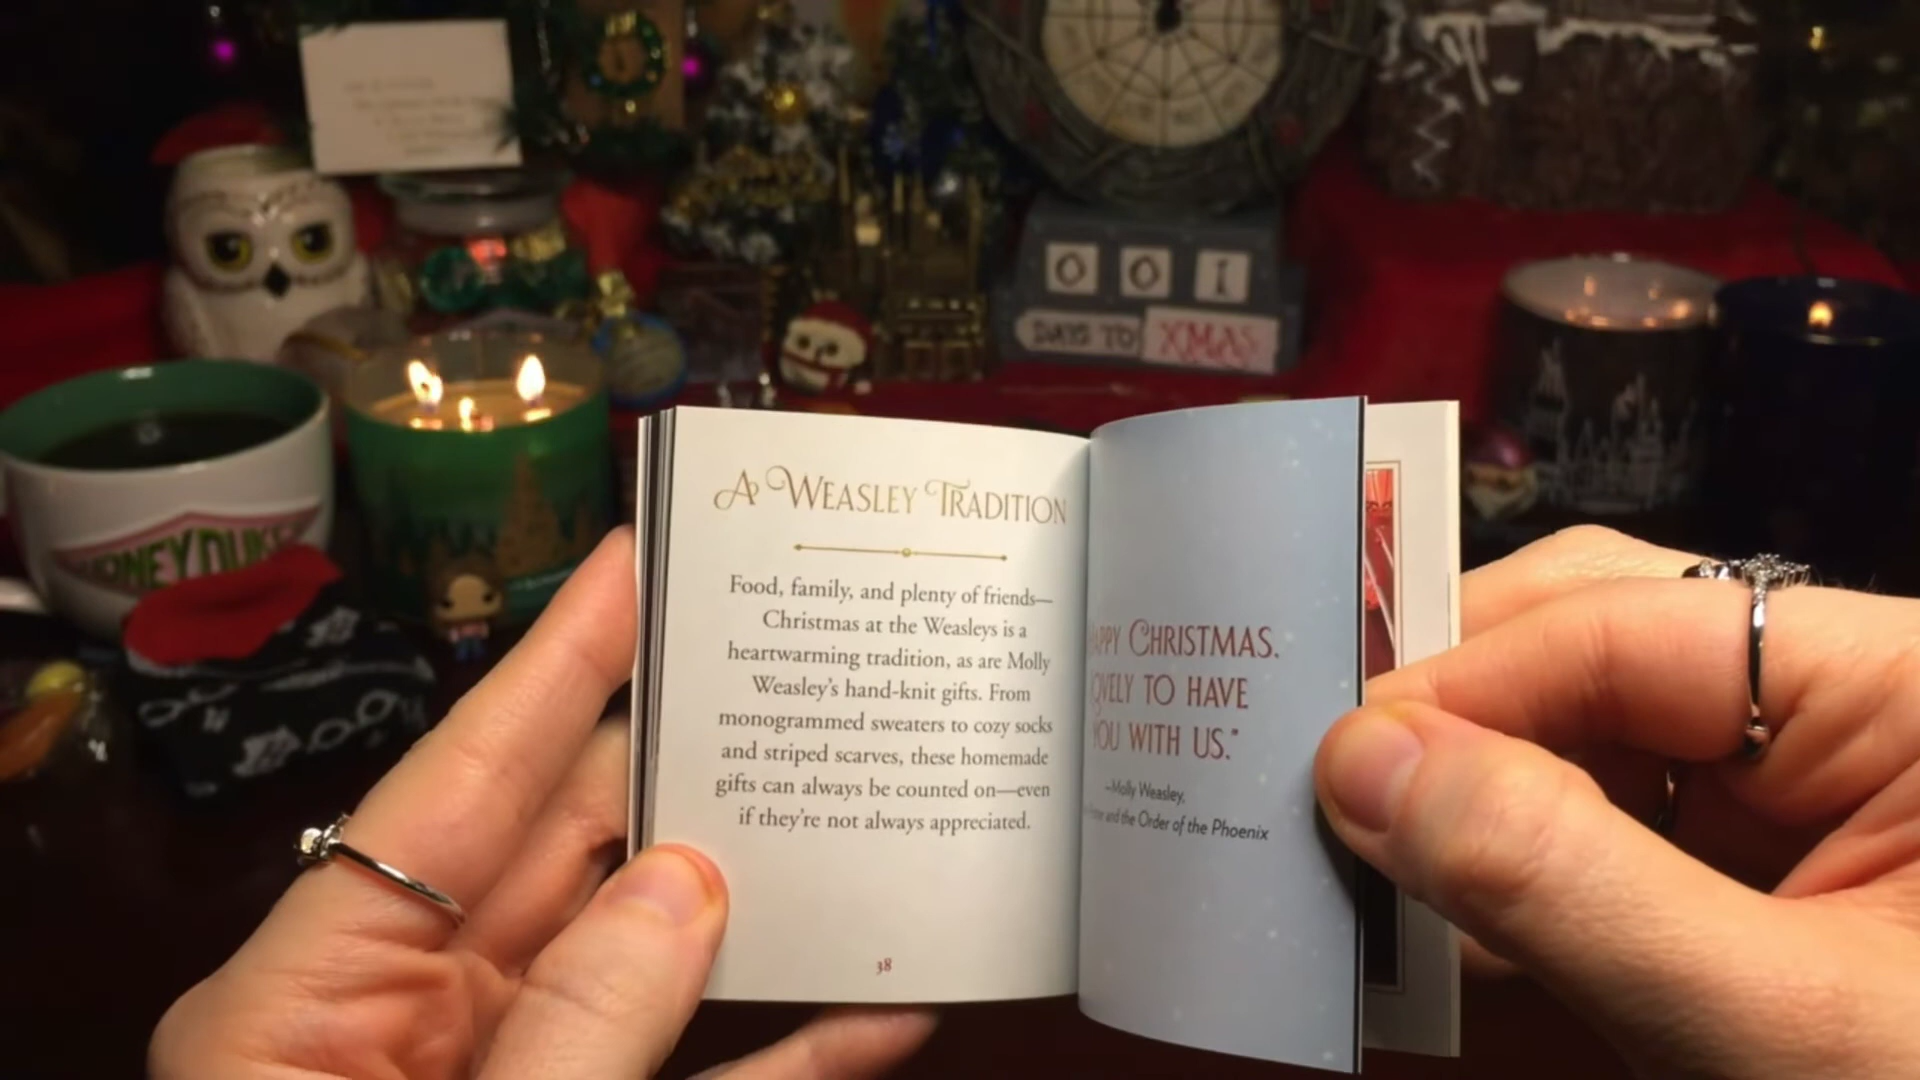 0 0 1
DAYS TO XMAS
A WEASLEY TRADITION
Food, family, and plenty of friends—
Christmas at the Weasleys is a
heartwarming tradition, as are Molly
Weasley's hand-knit gifts. From
monogrammed sweaters to cozy socks
and striped scarves, these homemade
gifts can always be counted on—even
if they're not always appreciated.
38
APPY CHRISTMAS.
OVELY TO HAVE
YOU WITH US."
—Molly Weasley,
and the Order of the Phoenix